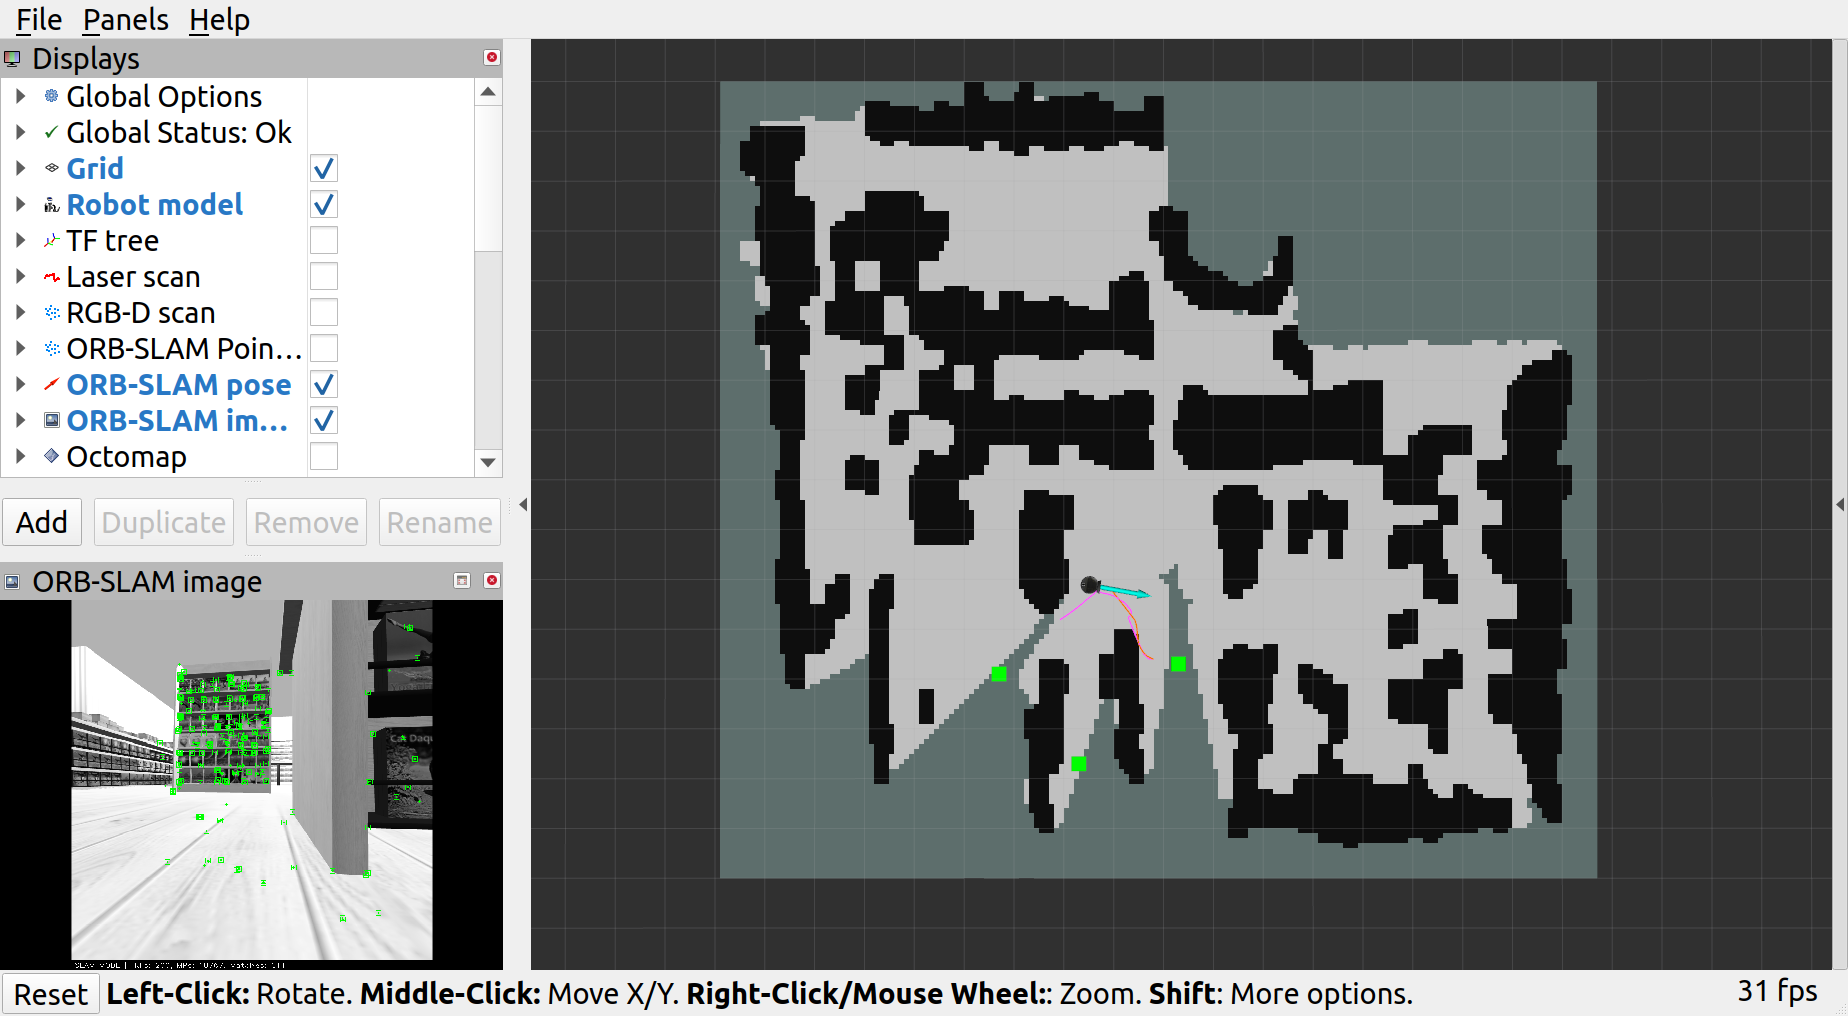 File Panels Help
Displays
Global Options
Global Status: Ok
Grid
Robot model
TF tree
Laser scan
RGB-D scan
ORB-SLAM Poin…
ORB-SLAM pose
ORB-SLAM im…
Octomap
Add Duplicate Remove Rename
ORB-SLAM image
Reset Left-Click: Rotate. Middle-Click: Move X/Y. Right-Click/Mouse Wheel:: Zoom. Shift: More options. 31 fps